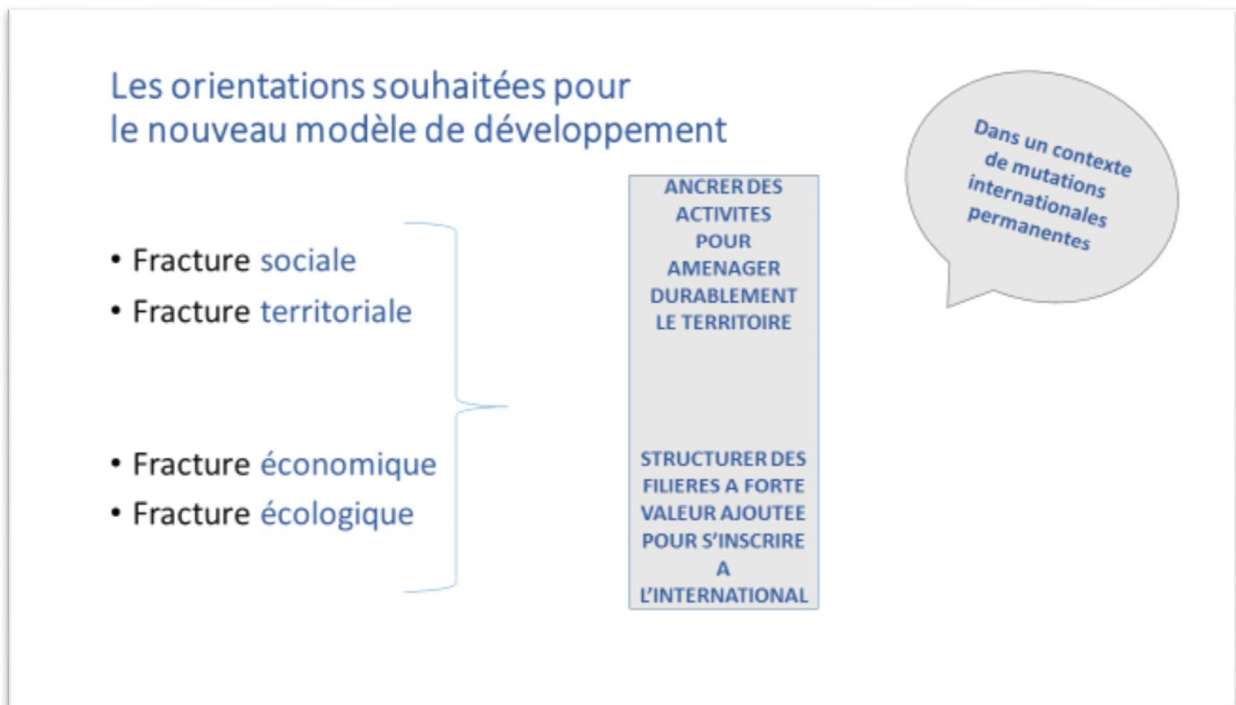 Les orientations souhaitées pour
le nouveau modèle de développement
Dans un contexte
de mutations
internationales
permanentes
• Fracture sociale
• Fracture territoriale
• Fracture économique
• Fracture écologique
ANCRER DES
ACTIVITES
POUR
AMENAGER
DURABLEMENT
LE TERRITOIRE
STRUCTURER DES
FILIERES A FORTE
VALEUR AJOUTEE
POUR S'INSCRIRE
A
L'INTERNATIONAL